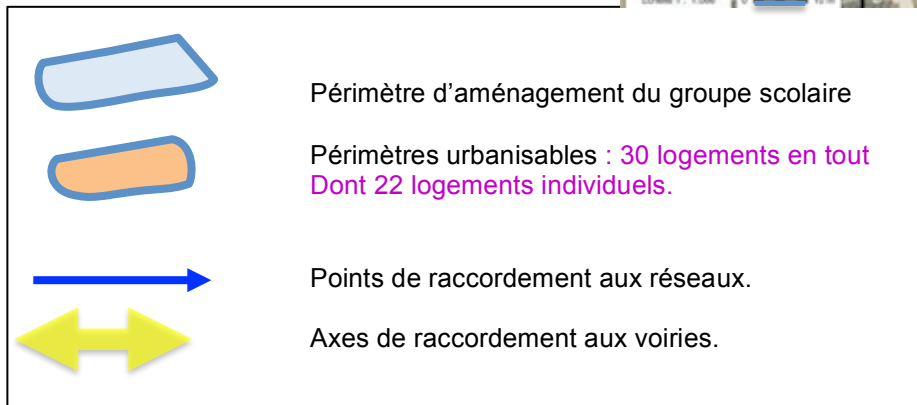 Périmètre d'aménagement du groupe scolaire
Périmètres urbanisables : 30 logements en tout
Dont 22 logements individuels.
Points de raccordement aux réseaux.
Axes de raccordement aux voiries.